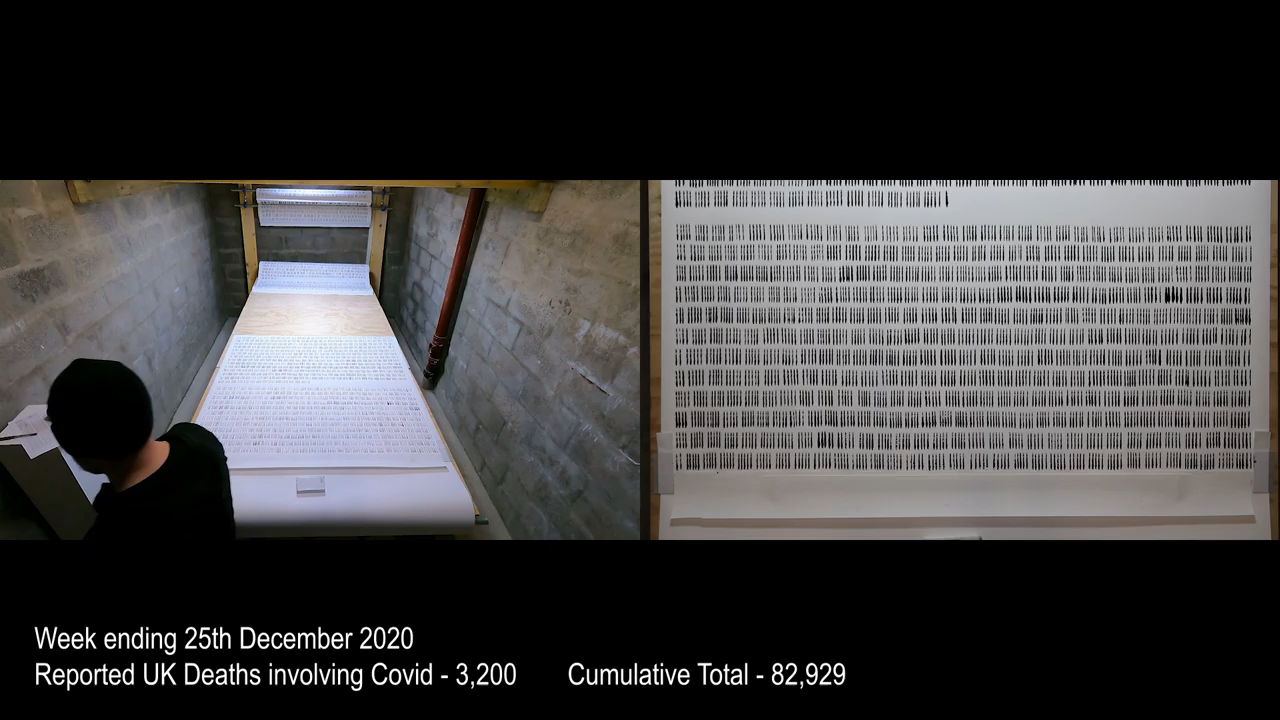 Week ending 25th December 2020
Reported UK Deaths involving Covid - 3,200 Cumulative Total - 82,929